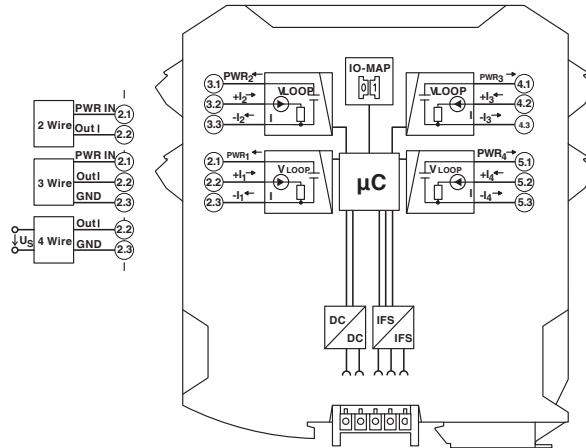 IO-MAP
0 1
3.1 PWR2
3.2 +I2
3.3 -I2
VLOOP
I
PWR3 4.1
+I3 4.2
-I3 4.3
VLOOP
I
2.1 PWR1
2.2 +I1
2.3 -I1
VLOOP
I
PWR4 5.1
+I4 5.2
-I4 5.3
VLOOP
I
µC
I
2 Wire
PWR IN 2.1
Out I 2.2
3 Wire
PWR IN 2.1
Out I 2.2
GND 2.3
US
4 Wire
Out I 2.2
GND 2.3
I
DC
DC
IFS
IFS